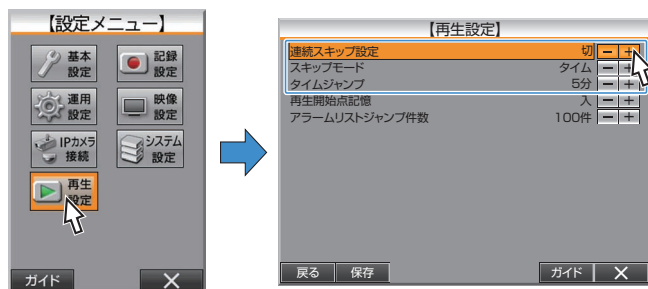 【設定メニュー】
基本
設定
記録
設定
運用
設定
映像
設定
IPカメラ
接続
システム
設定
再生
設定
ガイド
【再生設定】
連続スキップ設定 切 － ＋
スキップモード タイム － ＋
タイムジャンプ 5分 － ＋
再生開始点記憶 入 － ＋
アラームリストジャンプ件数 100件 － ＋
戻る 保存 ガイド